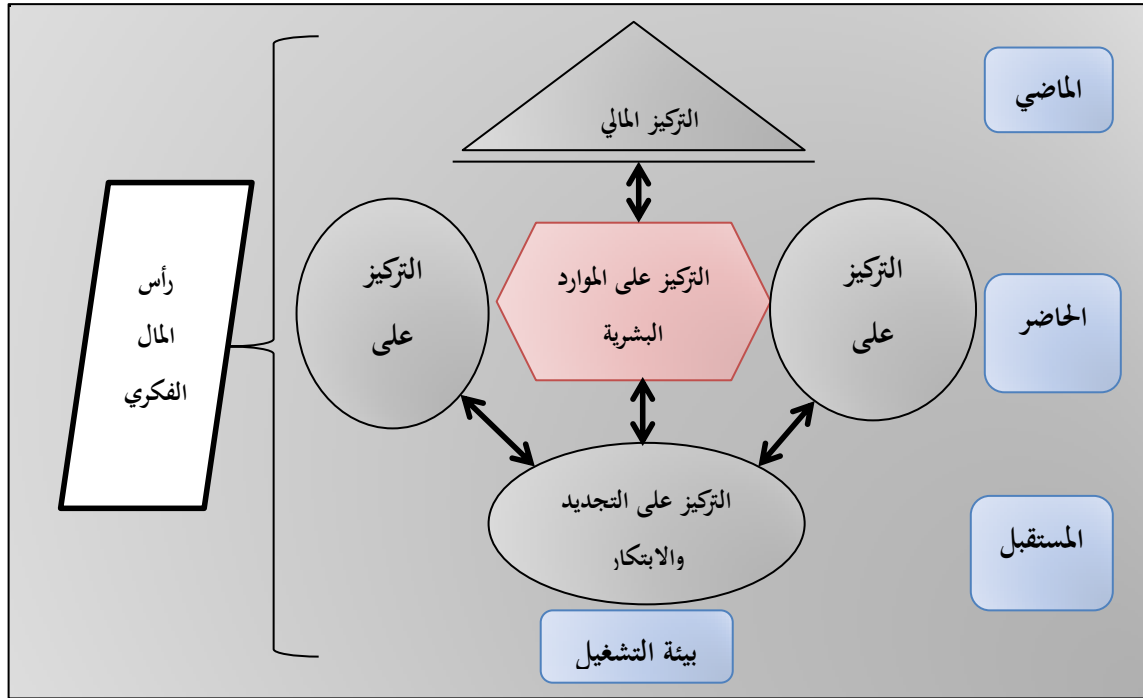 الماضي
التركيز المالي
التركيز
على
التركيز على الموارد
البشرية
التركيز
على
الحاضر
رأس
المال
الفكري
التركيز على التجديد
والابتكار
المستقبل
بيئة التشغيل